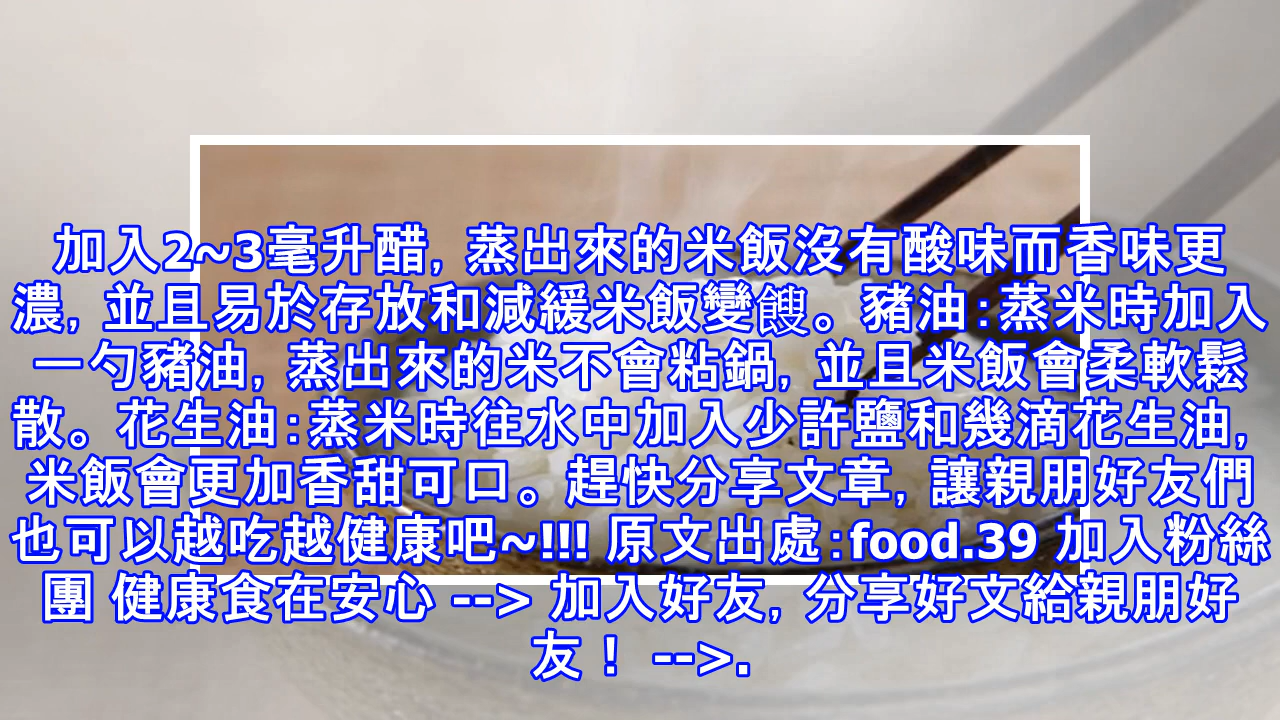 加入2~3毫升醋, 蒸出來的米飯沒有酸味而香味更
濃, 並且易於存放和減緩米飯變餿。豬油:蒸米時加入
一勺豬油, 蒸出來的米不會粘鍋, 並且米飯會柔軟鬆
散。花生油:蒸米時往水中加入少許鹽和幾滴花生油,
米飯會更加香甜可口。趕快分享文章, 讓親朋好友們
也可以越吃越健康吧~!!! 原文出處:food.39 加入粉絲
團 健康食在安心 --> 加入好友, 分享好文給親朋好
友! -->.